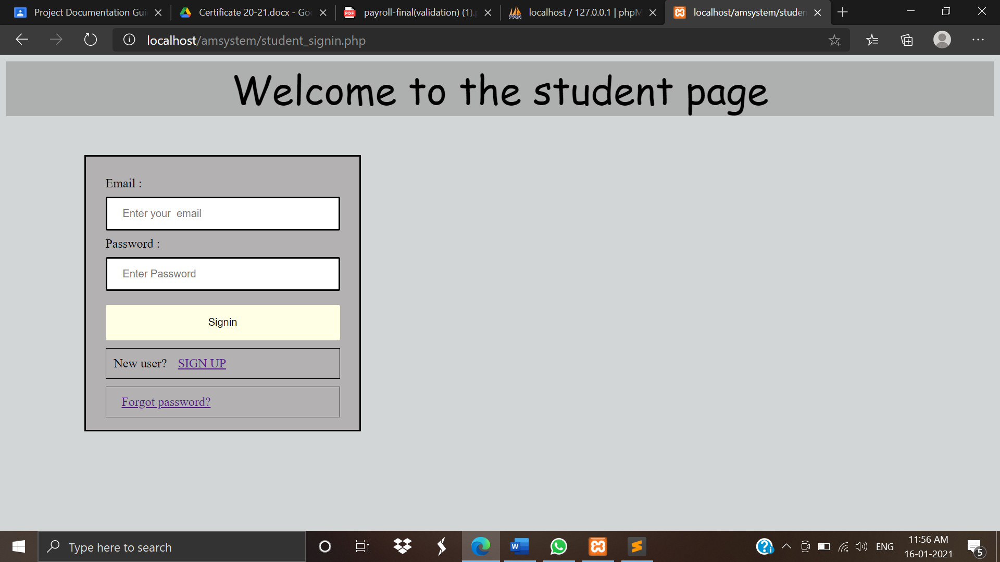 Project Documentation Gui
Certificate 20-21.docx - Goo
payroll-final(validation) (1).p
localhost / 127.0.0.1 | phpM
localhost/amsystem/studen
localhost/amsystem/student_signin.php
Welcome to the student page
Email :
Enter your  email
Password :
Enter Password
Signin
New user? SIGN UP
Forgot password?
Type here to search
ENG
11:56 AM
16-01-2021
5